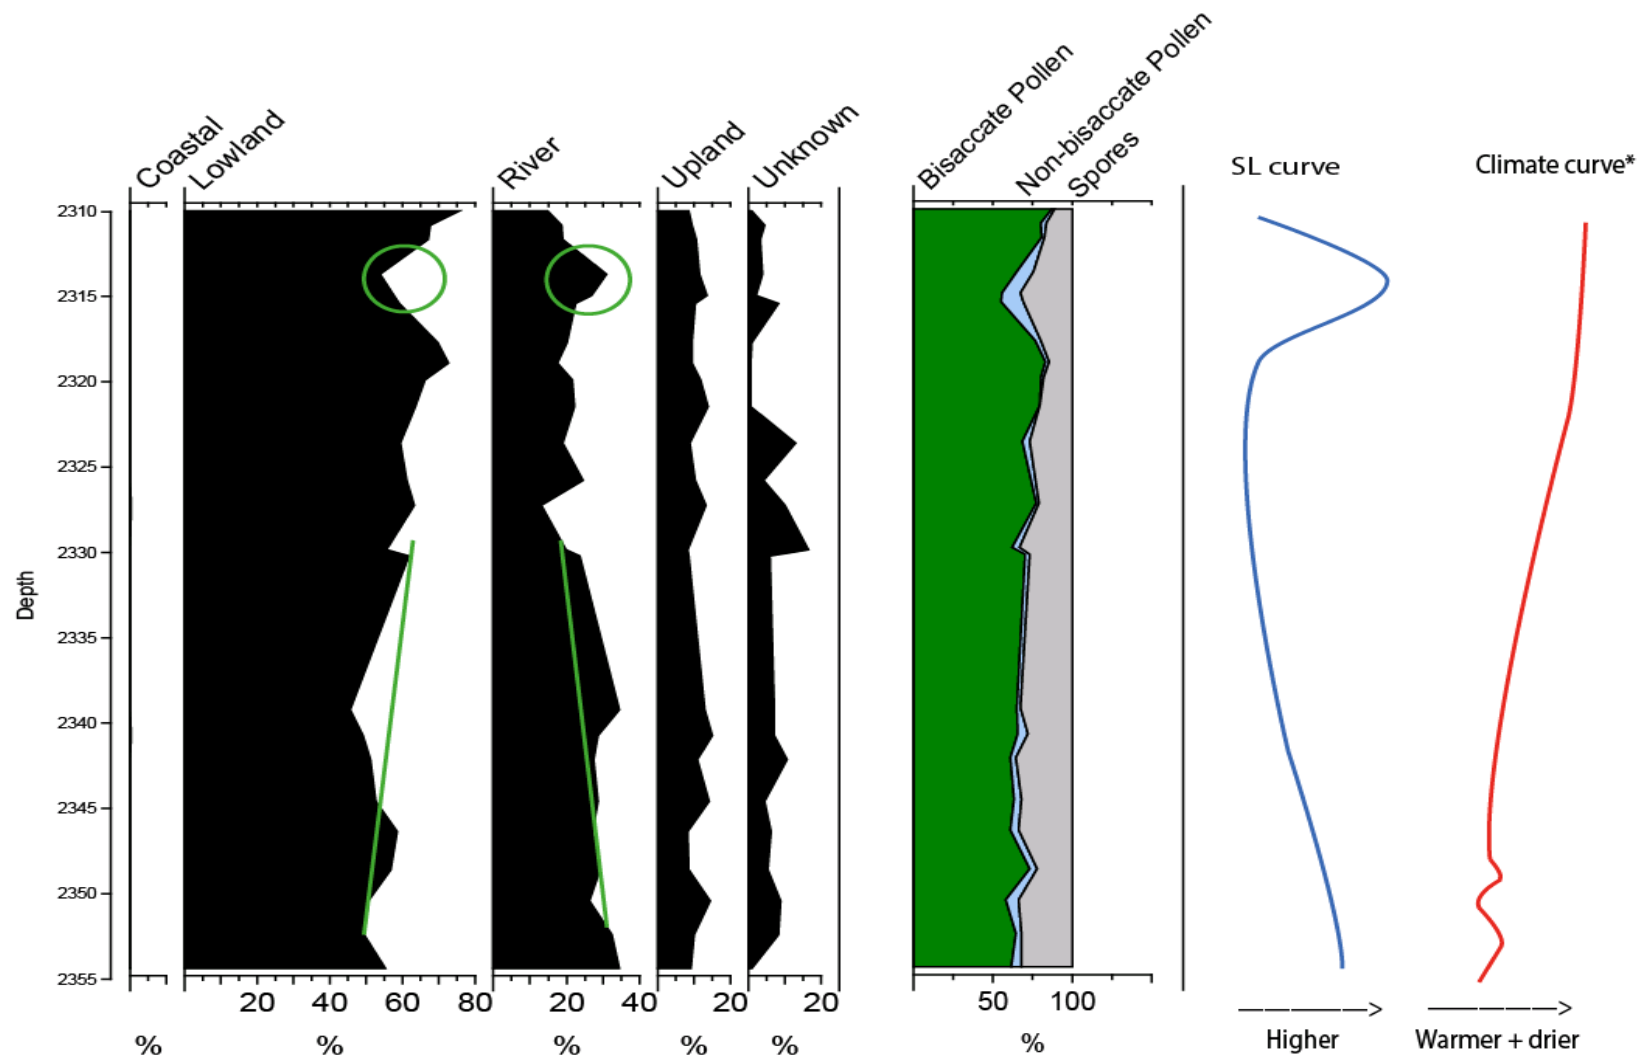 Coastal
Lowland
River
Upland
Unknown
Bisaccate Pollen
Non-bisaccate Pollen
Spores
SL curve
Climate curve*
Depth
2310
2315
2320
2325
2330
2335
2340
2345
2350
2355
20 40 60 80 20 40 20 20 50 100
% % % % % %
Higher
Warmer + drier